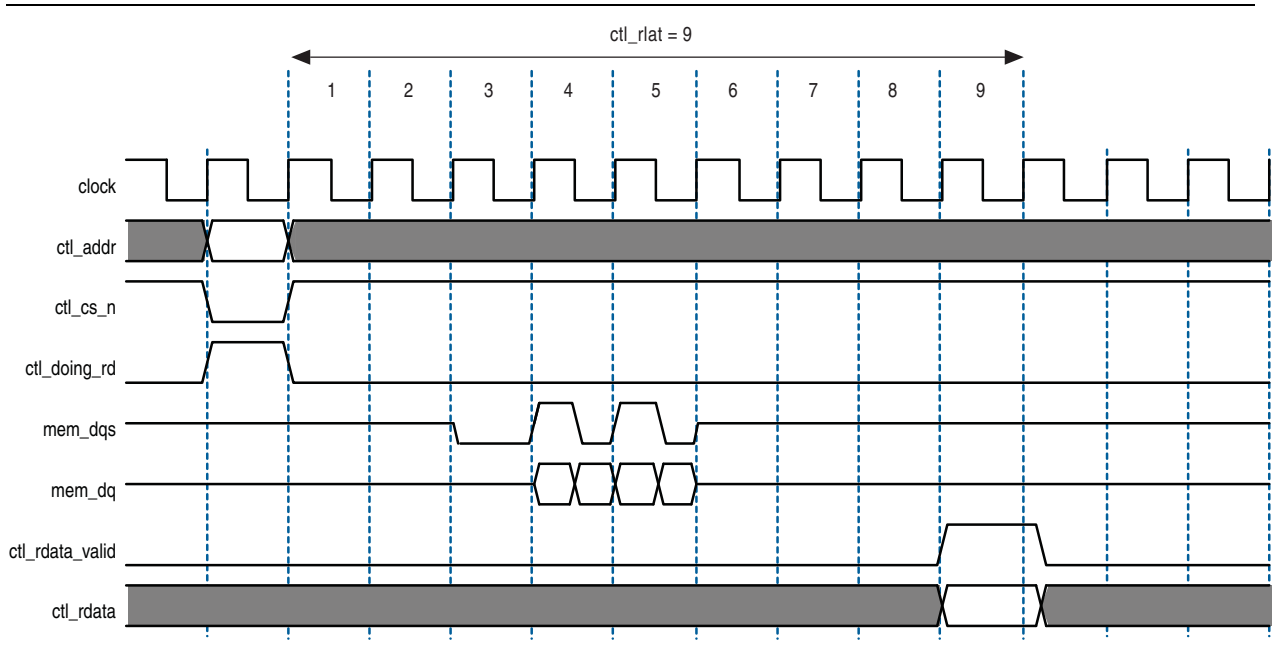 ctl_rlat = 9
1 2 3 4 5 6 7 8 9
clock
ctl_addr
ctl_cs_n
ctl_doing_rd
mem_dqs
mem_dq
ctl_rdata_valid
ctl_rdata